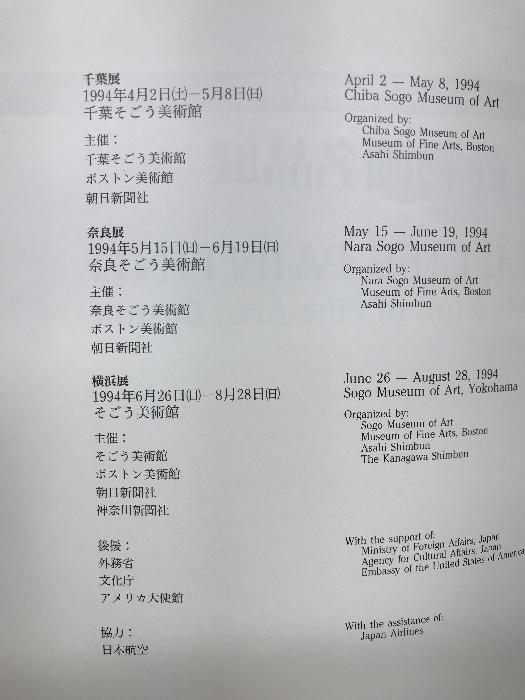 千葉展
1994年4月2日㈯－5月8日㈰
千葉そごう美術館
主催：
千葉そごう美術館
ボストン美術館
朝日新聞社
奈良展
1994年5月15日㈰－6月19日㈰
奈良そごう美術館
主催：
奈良そごう美術館
ボストン美術館
朝日新聞社
横浜展
1994年6月26日㈰－8月28日㈰
そごう美術館
主催：
そごう美術館
ボストン美術館
朝日新聞社
神奈川新聞社
後援：
外務省
文化庁
アメリカ大使館
協力：
日本航空
April 2 — May 8, 1994
Chiba Sogo Museum of Art
Organized by:
Chiba Sogo Museum of Art
Museum of Fine Arts, Boston
Asahi Shimbun
May 15 — June 19, 1994
Nara Sogo Museum of Art
Organized by:
Nara Sogo Museum of Art
Museum of Fine Arts, Boston
Asahi Shimbun
June 26 — August 28, 1994
Sogo Museum of Art, Yokohama
Organized by:
Sogo Museum of Art
Museum of Fine Arts, Boston
Asahi Shimbun
The Kanagawa Shimbun
With the support of:
Ministry of Foreign Affairs, Japan
Agency for Cultural Affairs, Japan
Embassy of the United States of America
With the assistance of:
Japan Airlines